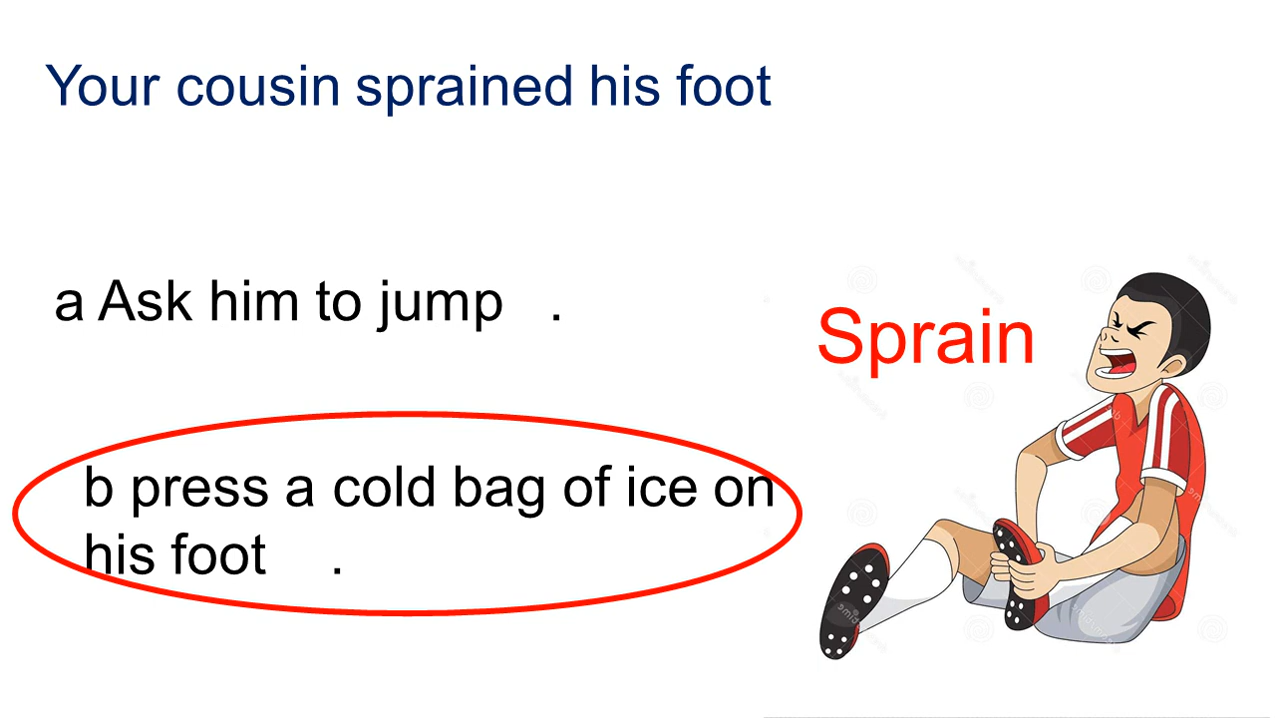 Your cousin sprained his foot
a Ask him to jump .
Sprain
b press a cold bag of ice on
his foot .